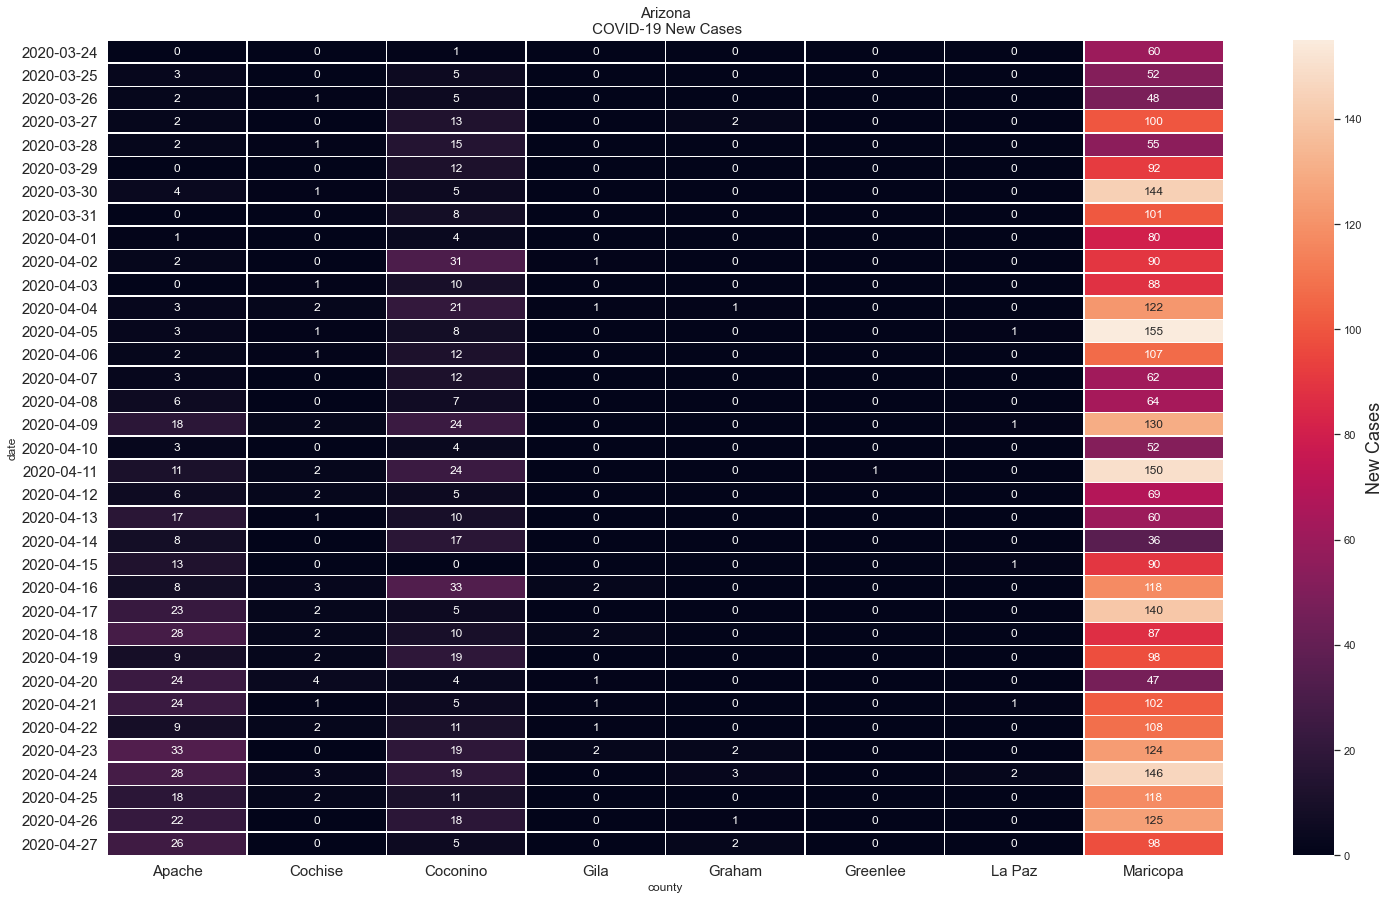 Arizona
COVID-19 New Cases
2020-03-24 0 0 1 0 0 0 0 60
2020-03-25 3 0 5 0 0 0 0 52
2020-03-26 2 1 5 0 0 0 0 48
2020-03-27 2 0 13 0 2 0 0 100
2020-03-28 2 1 15 0 0 0 0 55
2020-03-29 0 0 12 0 0 0 0 92
2020-03-30 4 1 5 0 0 0 0 144
2020-03-31 0 0 8 0 0 0 0 101
2020-04-01 1 0 4 0 0 0 0 80
2020-04-02 2 0 31 1 0 0 0 90
2020-04-03 0 1 10 0 0 0 0 88
2020-04-04 3 2 21 1 1 0 0 122
2020-04-05 3 1 8 0 0 0 1 155
2020-04-06 2 1 12 0 0 0 0 107
2020-04-07 3 0 12 0 0 0 0 62
2020-04-08 6 0 7 0 0 0 0 64
2020-04-09 18 2 24 0 0 0 1 130
2020-04-10 3 0 4 0 0 0 0 52
2020-04-11 11 2 24 0 0 1 0 150
2020-04-12 6 2 5 0 0 0 0 69
2020-04-13 17 1 10 0 0 0 0 60
2020-04-14 8 0 17 0 0 0 0 36
2020-04-15 13 0 0 0 0 0 1 90
2020-04-16 8 3 33 2 0 0 0 118
2020-04-17 23 2 5 0 0 0 0 140
2020-04-18 28 2 10 2 0 0 0 87
2020-04-19 9 2 19 0 0 0 0 98
2020-04-20 24 4 4 1 0 0 0 47
2020-04-21 24 1 5 1 0 0 1 102
2020-04-22 9 2 11 1 0 0 0 108
2020-04-23 33 0 19 2 2 0 0 124
2020-04-24 28 3 19 0 3 0 2 146
2020-04-25 18 2 11 0 0 0 0 118
2020-04-26 22 0 18 0 1 0 0 125
2020-04-27 26 0 5 0 2 0 0 98
Apache Cochise Coconino Gila Graham Greenlee La Paz Maricopa
county
date
140
120
100
80
60
40
20
0
New Cases